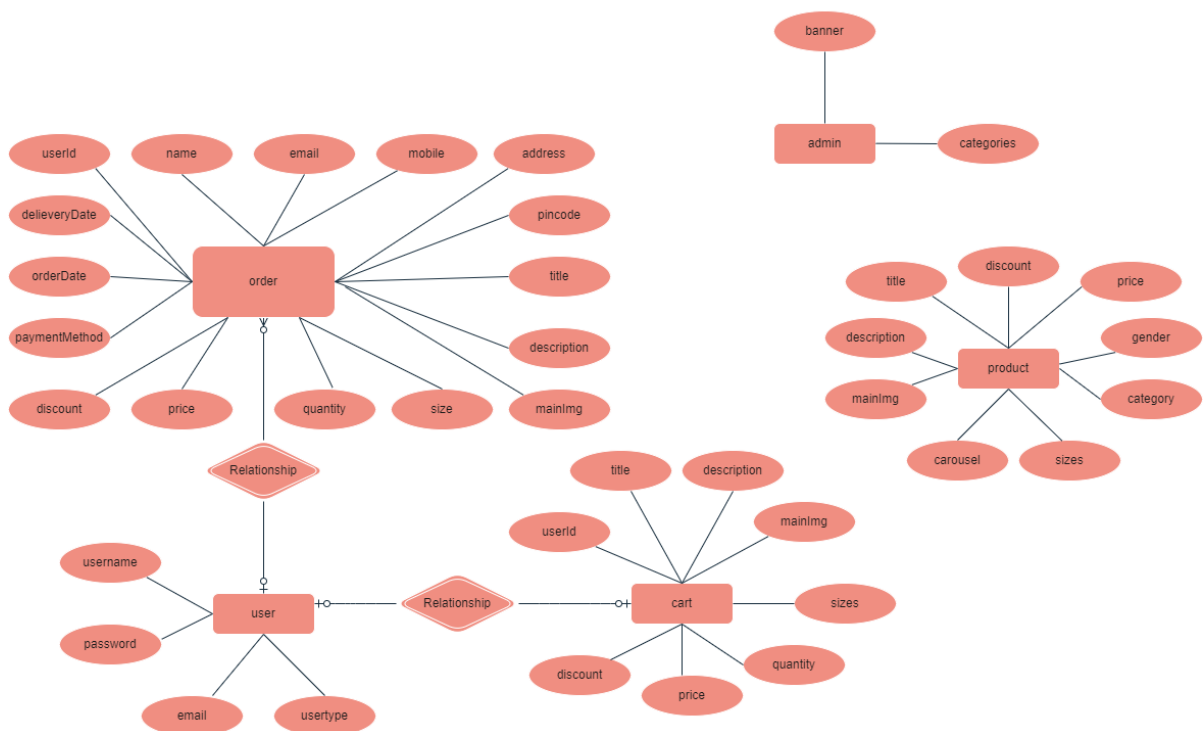 banner
admin
categories
userId
name
email
mobile
address
delieveryDate
pincode
order
orderDate
title
paymentMethod
description
discount
price
quantity
size
mainImg
discount
title
price
description
gender
product
mainImg
category
carousel
sizes
Relationship
title
description
userId
mainImg
username
user
Relationship
cart
sizes
password
discount
quantity
price
email
usertype